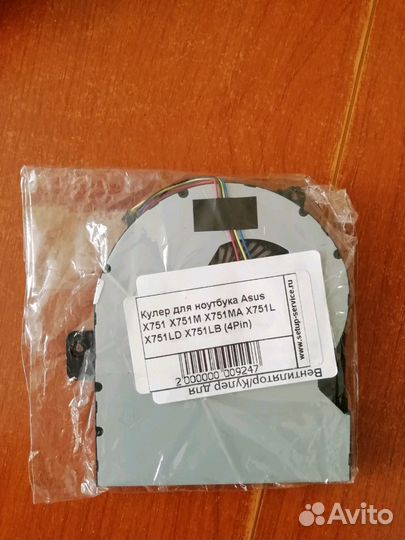 Кулер для ноутбука Asus
X751 X751M X751MA X751L
X751LD X751LB (4Pin)
2 000000 009247
www.setup-service.ru
Вентилятор/Кулер для
Avito